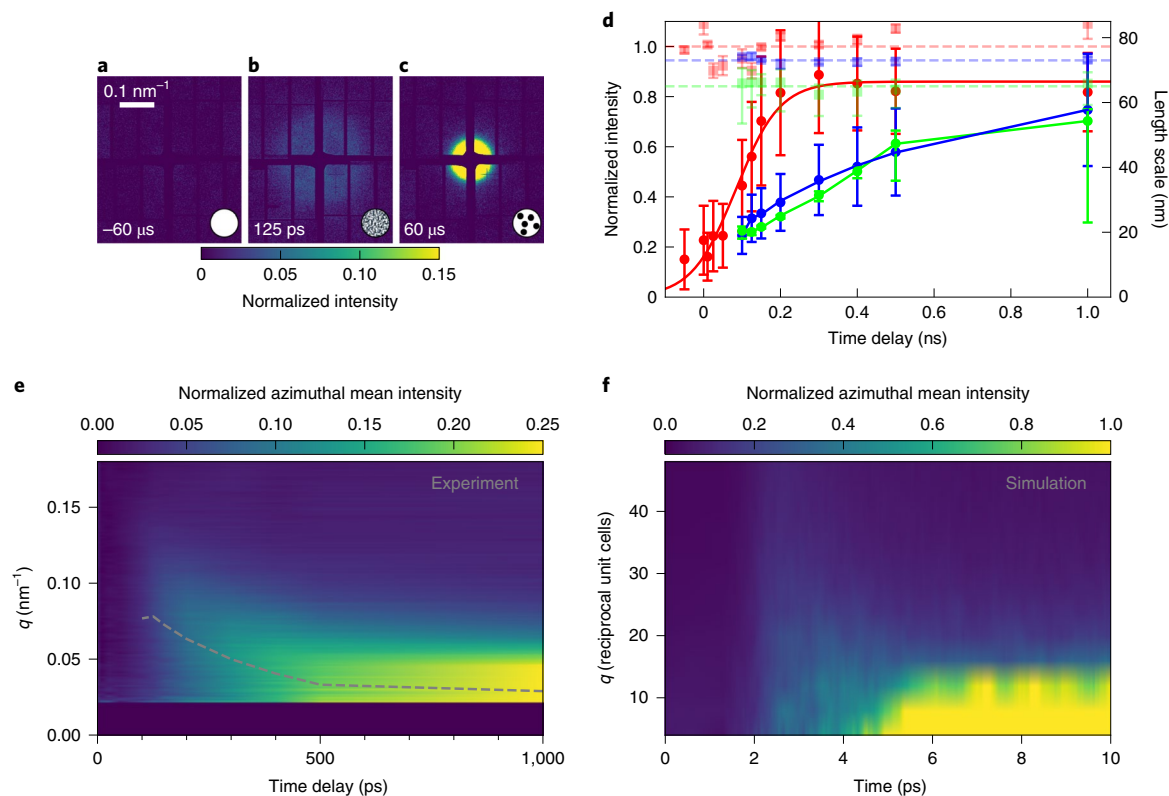 a
b
c
0.1 nm⁻¹
–60 μs
125 ps
60 μs
0
0.05
0.10
0.15
Normalized intensity
d
Normalized intensity
1.0
0.8
0.6
0.4
0.2
0
80
60
40
20
0
Length scale (nm)
0
0.2
0.4
0.6
0.8
1.0
Time delay (ns)
e
Normalized azimuthal mean intensity
0.00
0.05
0.10
0.15
0.20
0.25
Experiment
q (nm⁻¹)
0.15
0.10
0.05
0.00
0
500
1,000
Time delay (ps)
f
Normalized azimuthal mean intensity
0.0
0.2
0.4
0.6
0.8
1.0
Simulation
q (reciprocal unit cells)
40
30
20
10
0
2
4
6
8
10
Time (ps)